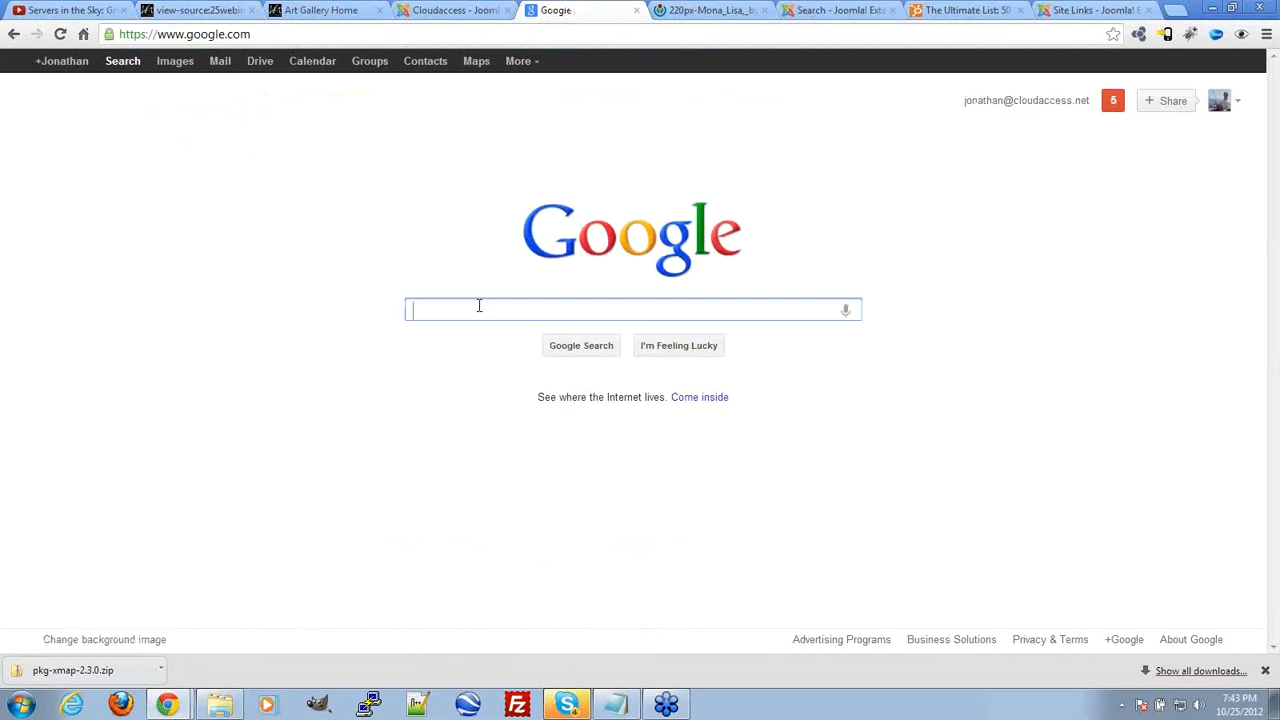 Servers in the Sky: G
view-source:25webin
Art Gallery Home
Cloudaccess - Jooml
Google
220px-Mona_Lisa,_by
Search - Joomla! Exte
The Ultimate List: 50
Site Links - Joomla! E
https://www.google.com
+Jonathan Search Images Mail Drive Calendar Groups Contacts Maps More
jonathan@cloudaccess.net 5 + Share
Google
Google Search I'm Feeling Lucky
See where the Internet lives. Come inside
Change background image Advertising Programs Business Solutions Privacy & Terms +Google About Google
pkg-xmap-2.3.0.zip Show all downloads...
7:43 PM
10/25/2012